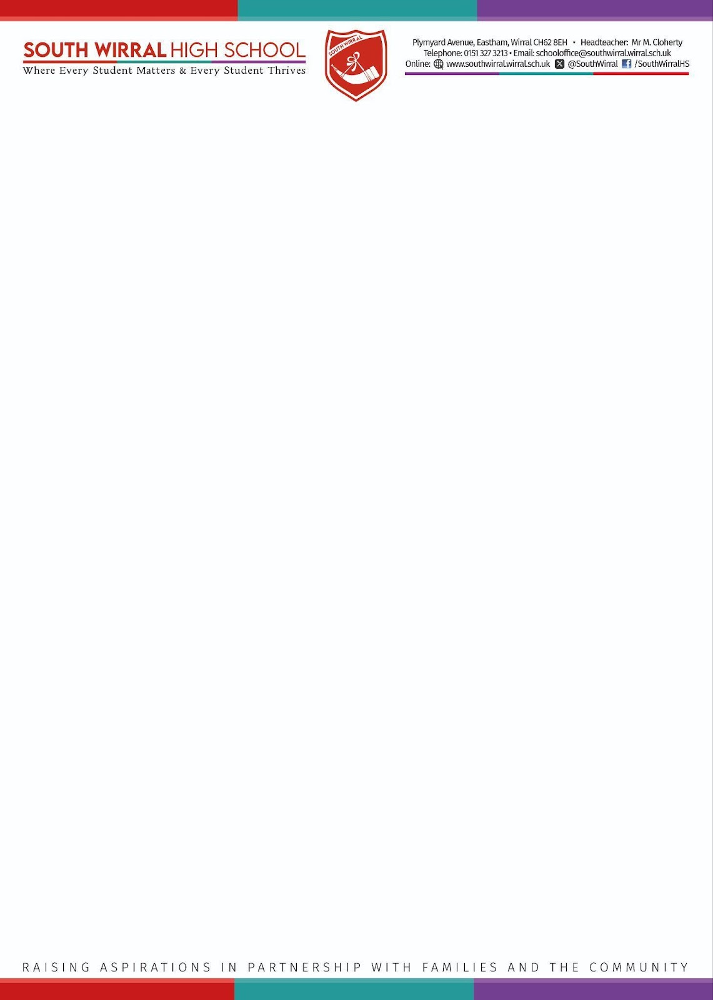 SOUTH WIRRAL HIGH SCHOOL
Where Every Student Matters & Every Student Thrives
SOUTH WIRRAL
Plymyard Avenue, Eastham, Wirral CH62 8EH • Headteacher: Mr M. Cloherty
Telephone: 0151 327 3213 • Email: schooloffice@southwirral.wirral.sch.uk
Online: www.southwirral.wirral.sch.uk X @SouthWirral f /SouthWirralHS
RAISING ASPIRATIONS IN PARTNERSHIP WITH FAMILIES AND THE COMMUNITY